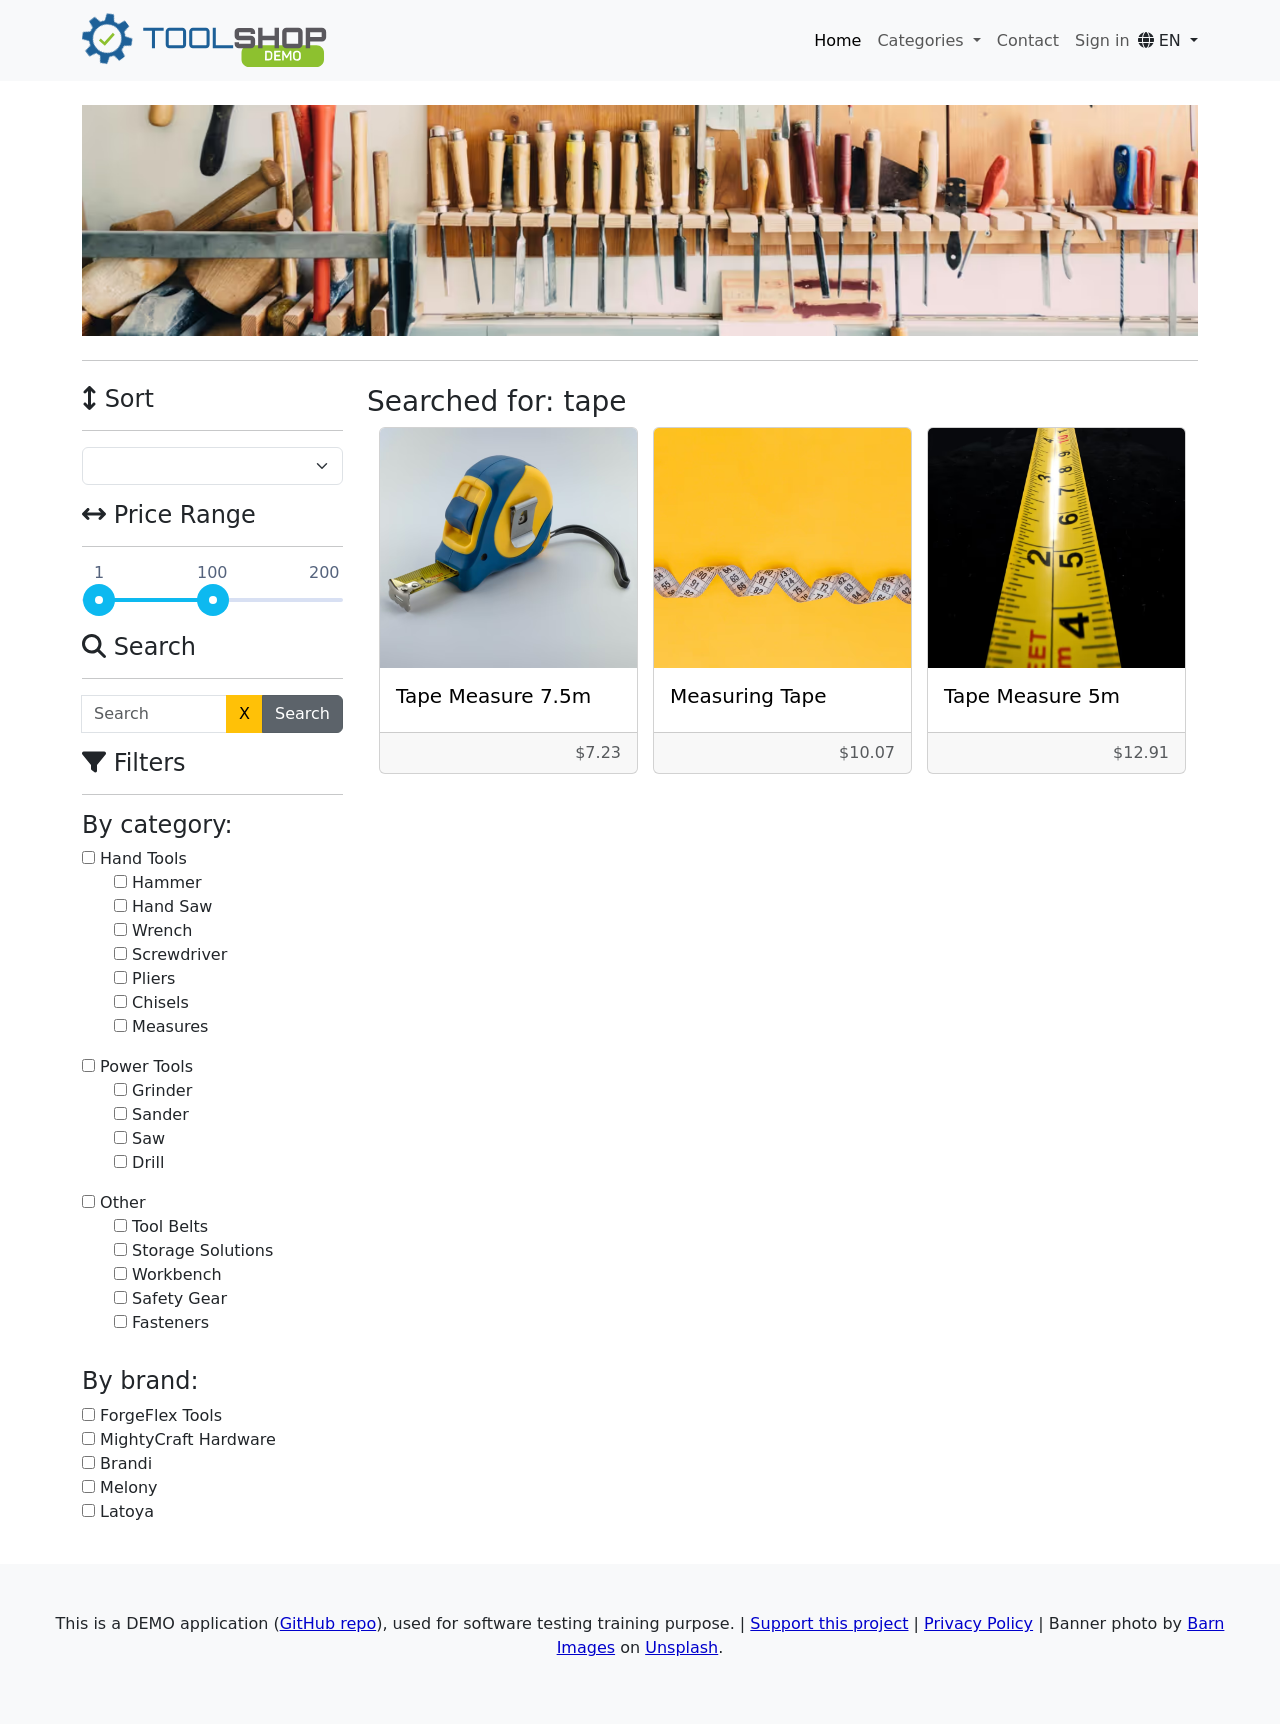 TOOLSHOP
DEMO
Home Categories Contact Sign in EN
Sort
Searched for: tape
Price Range
1 100 200
Search
Tape Measure 7.5m Measuring Tape Tape Measure 5m
Search X Search
$7.23 $10.07 $12.91
Filters
By category:
Hand Tools
Hammer
Hand Saw
Wrench
Screwdriver
Pliers
Chisels
Measures
Power Tools
Grinder
Sander
Saw
Drill
Other
Tool Belts
Storage Solutions
Workbench
Safety Gear
Fasteners
By brand:
ForgeFlex Tools
MightyCraft Hardware
Brandi
Melony
Latoya
This is a DEMO application (GitHub repo), used for software testing training purpose. | Support this project | Privacy Policy | Banner photo by Barn
Images on Unsplash.